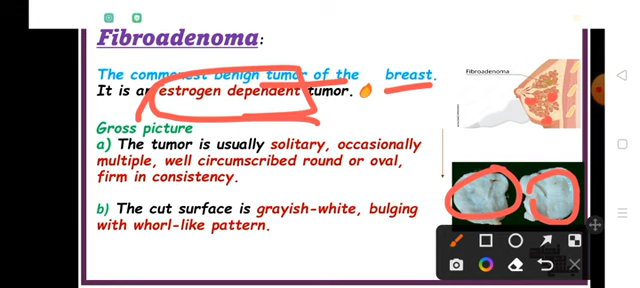 Fibroadenoma:
The commonest benign tumor of the breast.
It is an estrogen dependent tumor.
Gross picture
a) The tumor is usually solitary, occasionally
multiple, well circumscribed round or oval,
firm in consistency.
b) The cut surface is grayish-white, bulging
with whorl-like pattern.
Fibroadenoma